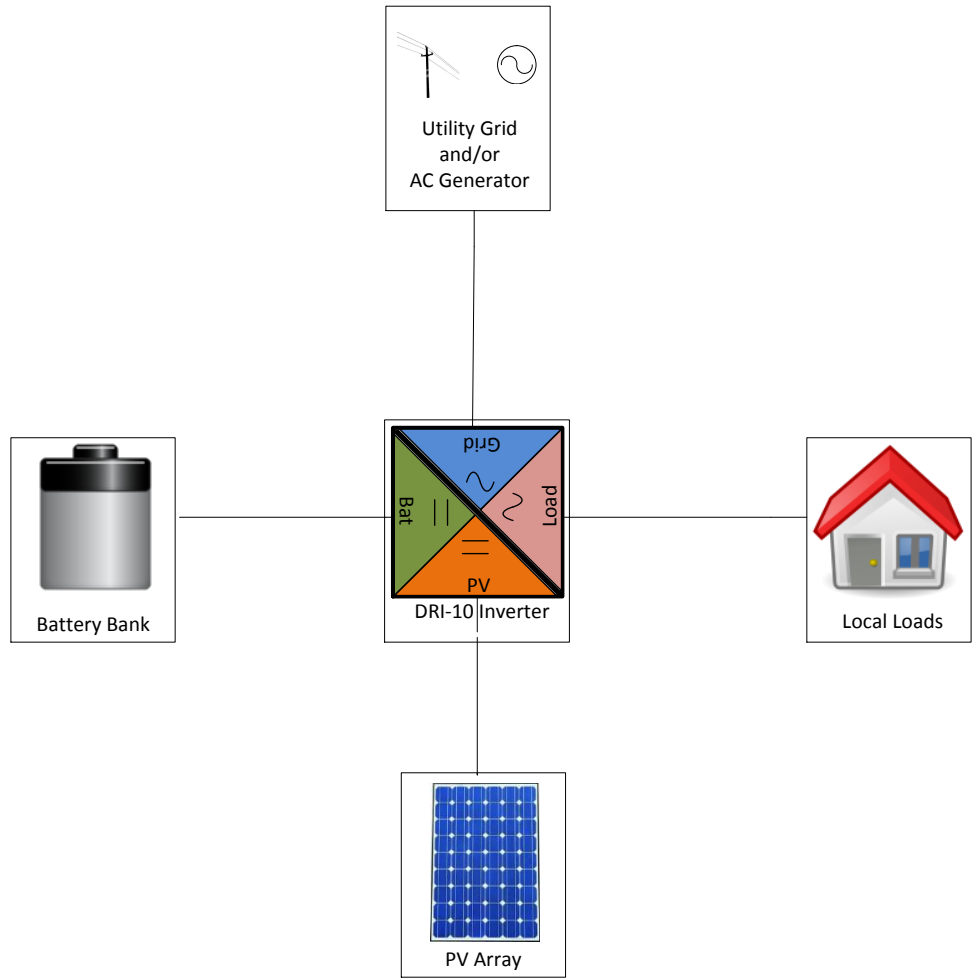 Utility Grid
and/or
AC Generator
Grid
Bat
Load
PV
DRI-10 Inverter
Battery Bank
Local Loads
PV Array